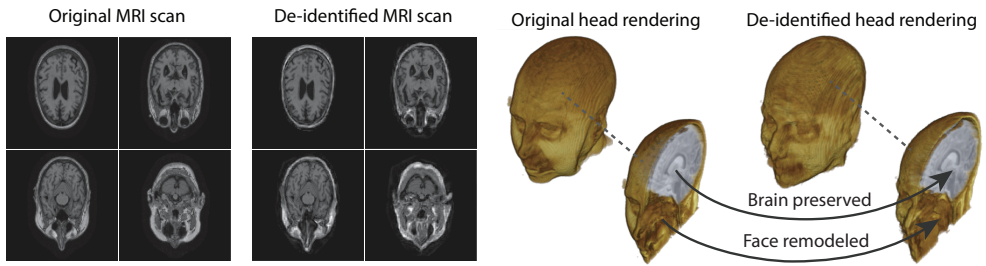 Original MRI scan
De-identified MRI scan
Original head rendering
De-identified head rendering
Brain preserved
Face remodeled